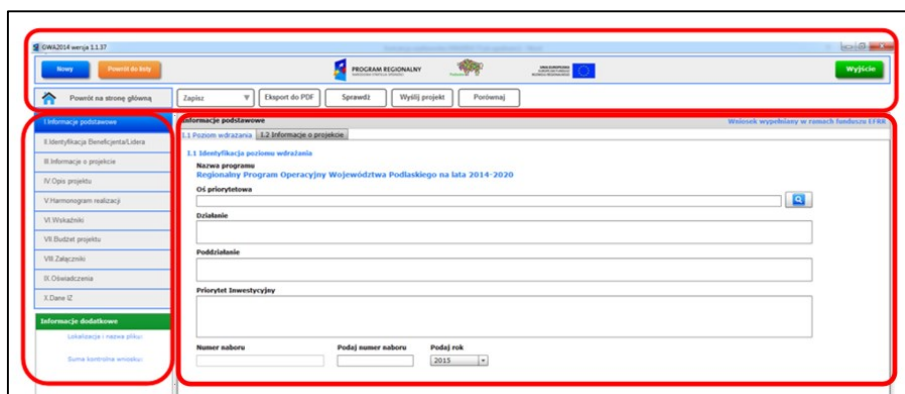 GWA2014 wersja 1.1.37
Nowy Powrót do listy PROGRAM REGIONALNY UNIA EUROPEJSKA Wyjście
Powrót na stronę główną Zapisz Eksport do PDF Sprawdź Wyślij projekt Porównaj
I.Informacje podstawowe
II.Identyfikacja Beneficjenta/Lidera
III.Informacje o projekcie
IV.Opis projektu
V.Harmonogram realizacji
VI.Wskaźniki
VII.Budżet projektu
VIII.Załączniki
IX.Oświadczenia
X.Dane IZ
Informacje dodatkowe
Lokalizacja i nazwa pliku:
Suma kontrolna wniosku:
Informacje podstawowe Wniosek wypełniany w ramach funduszu EFRR
I.1 Poziom wdrażania I.2 Informacje o projekcie
I.1 Identyfikacja poziomu wdrażania
Nazwa programu
Regionalny Program Operacyjny Województwa Podlaskiego na lata 2014-2020
Oś priorytetowa
Działanie
Poddziałanie
Priorytet Inwestycyjny
Numer naboru Podaj numer naboru Podaj rok
2015